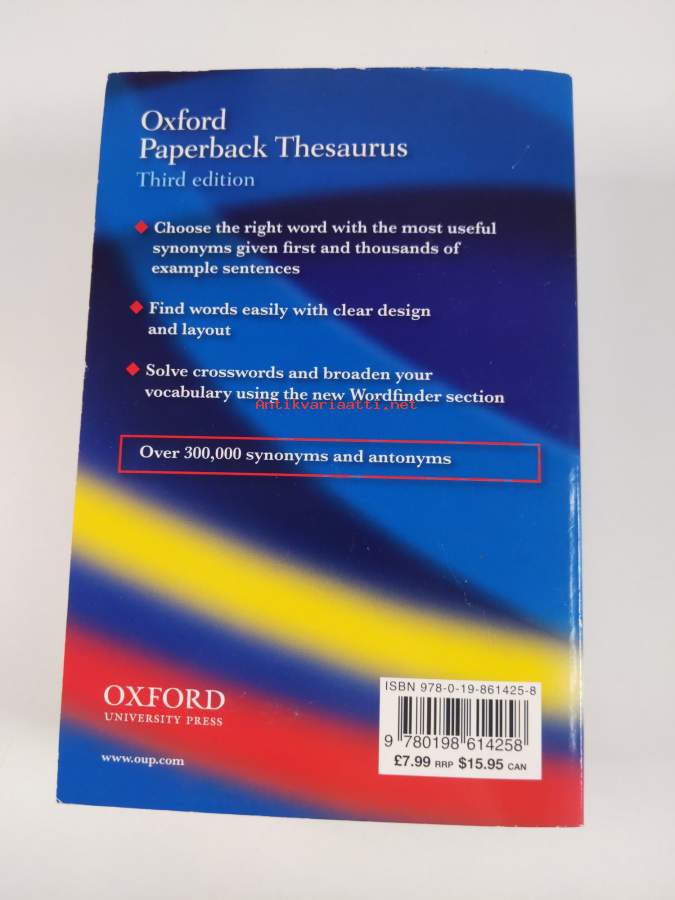 Oxford
Paperback Thesaurus
Third edition
Choose the right word with the most useful
synonyms given first and thousands of
example sentences
Find words easily with clear design
and layout
Solve crosswords and broaden your
vocabulary using the new Wordfinder section
Antikvariaatti.net
Over 300,000 synonyms and antonyms
OXFORD
UNIVERSITY PRESS
www.oup.com
ISBN 978-0-19-861425-8
9 780198 614258
£7.99 RRP $15.95 CAN